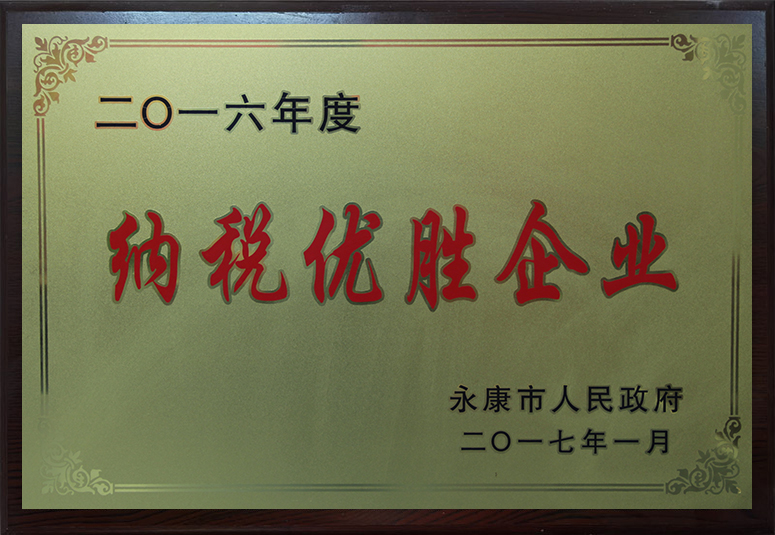 二〇一六年度
纳税优胜企业
永康市人民政府
二〇一七年一月